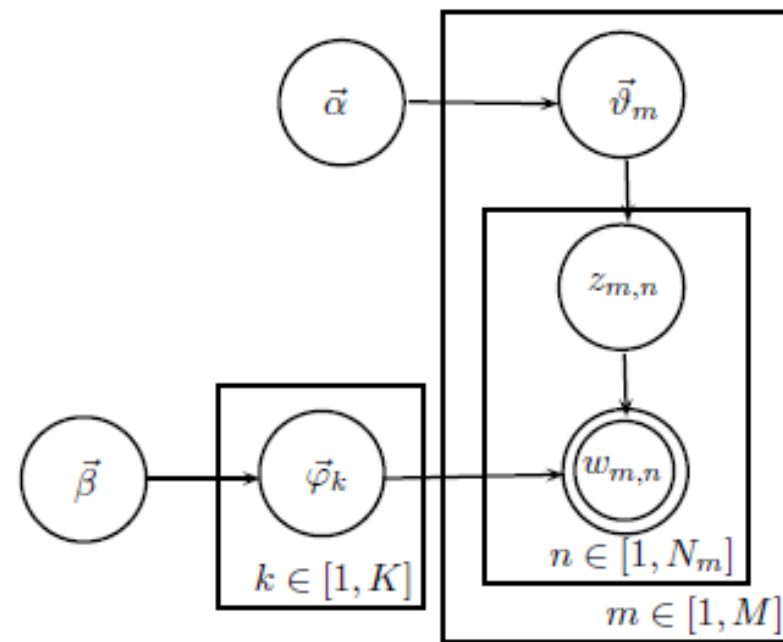 α⃗
ϑ⃗_m
z_{m,n}
β⃗
φ⃗_k
w_{m,n}
k ∈ [1, K]
n ∈ [1, N_m]
m ∈ [1, M]